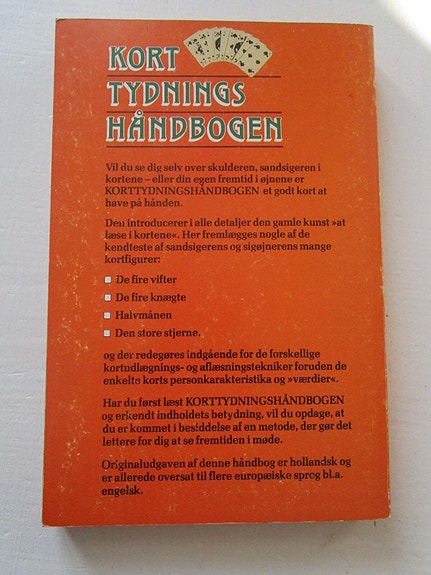 KORT
TYDNINGS
HÅNDBOGEN
Vil du se dig selv over skulderen, sandsigeren i
kortene – eller din egen fremtid i øjnene er
KORTTYDNINGSHÅNDBOGEN et godt kort at
have på hånden.
Den introducerer i alle detaljer den gamle kunst »at
læse i kortene«. Her fremlægges nogle af de
kendteste af sandsigerens og sigøjnerens mange
kortfigurer:
De fire vifter
De fire knægte
Halvmånen
Den store stjerne.
og der redegøres indgående for de forskellige
kortudlægnings- og aflæsningstekniker foruden de
enkelte korts personkarakteristika og »værdier«.
Har du først læst KORTTYDNINGSHÅNDBOGEN
og erkendt indholdets betydning, vil du opdage, at
du er kommet i besiddelse af en metode, der gør det
lettere for dig at se fremtiden i møde.
Originaludgaven af denne håndbog er hollandsk og
er allerede oversat til flere europæiske sprog bl.a.
engelsk.